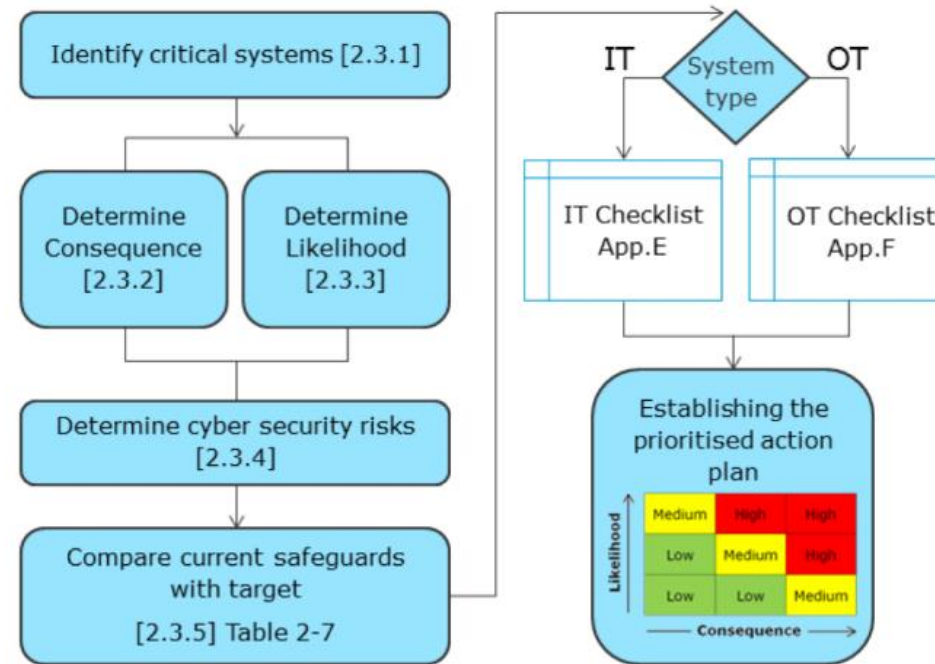 Identify critical systems [2.3.1]
Determine
Consequence
[2.3.2]
Determine
Likelihood
[2.3.3]
Determine cyber security risks
[2.3.4]
Compare current safeguards
with target
[2.3.5] Table 2-7
IT
System
type
OT
IT Checklist
App.E
OT Checklist
App.F
Establishing the
prioritised action
plan
Likelihood
Medium High High
Low Medium High
Low Low Medium
Consequence